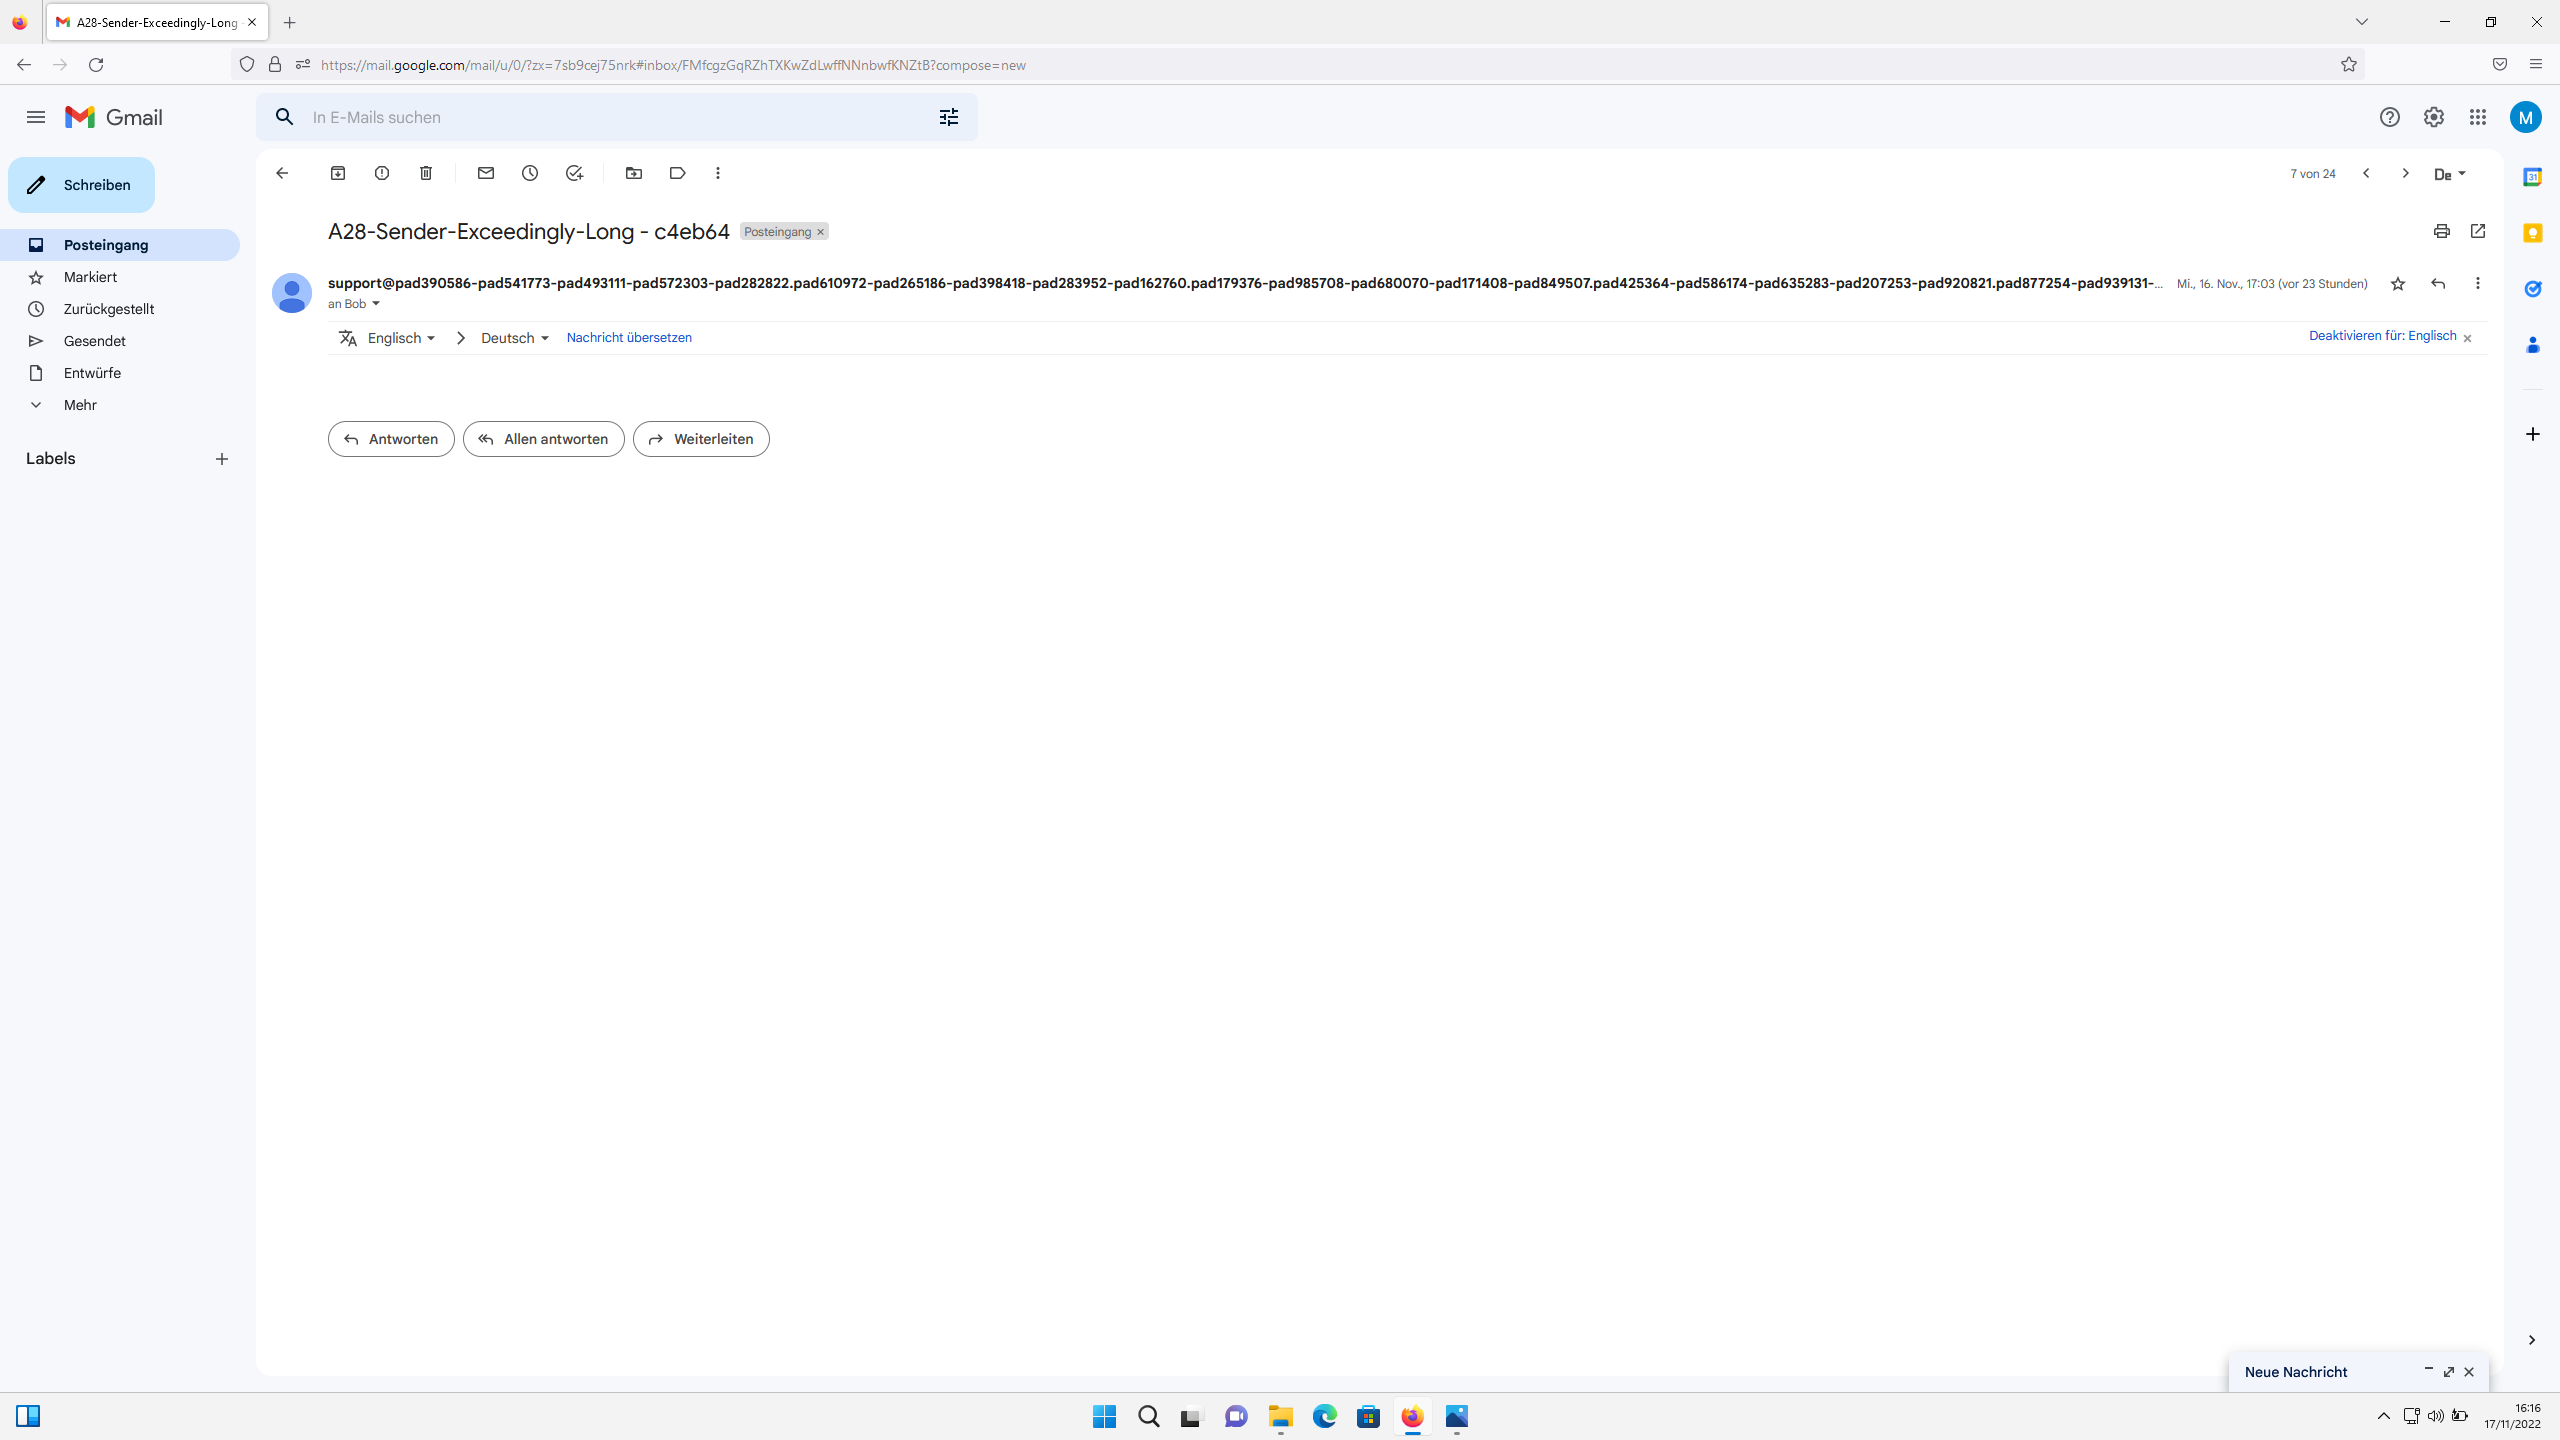 A28-Sender-Exceedingly-Long
https://mail.google.com/mail/u/0/?zx=7sb9cej75nrk#inbox/FMfcgzGqRZhTXKwZdLwffNNnbwfKNZtB?compose=new
Gmail
In E-Mails suchen
M
Schreiben
7 von 24
De
31
Posteingang
Markiert
Zurückgestellt
Gesendet
Entwürfe
Mehr
Labels
A28-Sender-Exceedingly-Long - c4eb64
Posteingang
support@pad390586-pad541773-pad493111-pad572303-pad282822.pad610972-pad265186-pad398418-pad283952-pad162760.pad179376-pad985708-pad680070-pad171408-pad849507.pad425364-pad586174-pad635283-pad207253-pad920821.pad877254-pad939131-...
Mi., 16. Nov., 17:03 (vor 23 Stunden)
an Bob
Englisch
Deutsch
Nachricht übersetzen
Deaktivieren für: Englisch
Antworten
Allen antworten
Weiterleiten
Neue Nachricht
16:16
17/11/2022